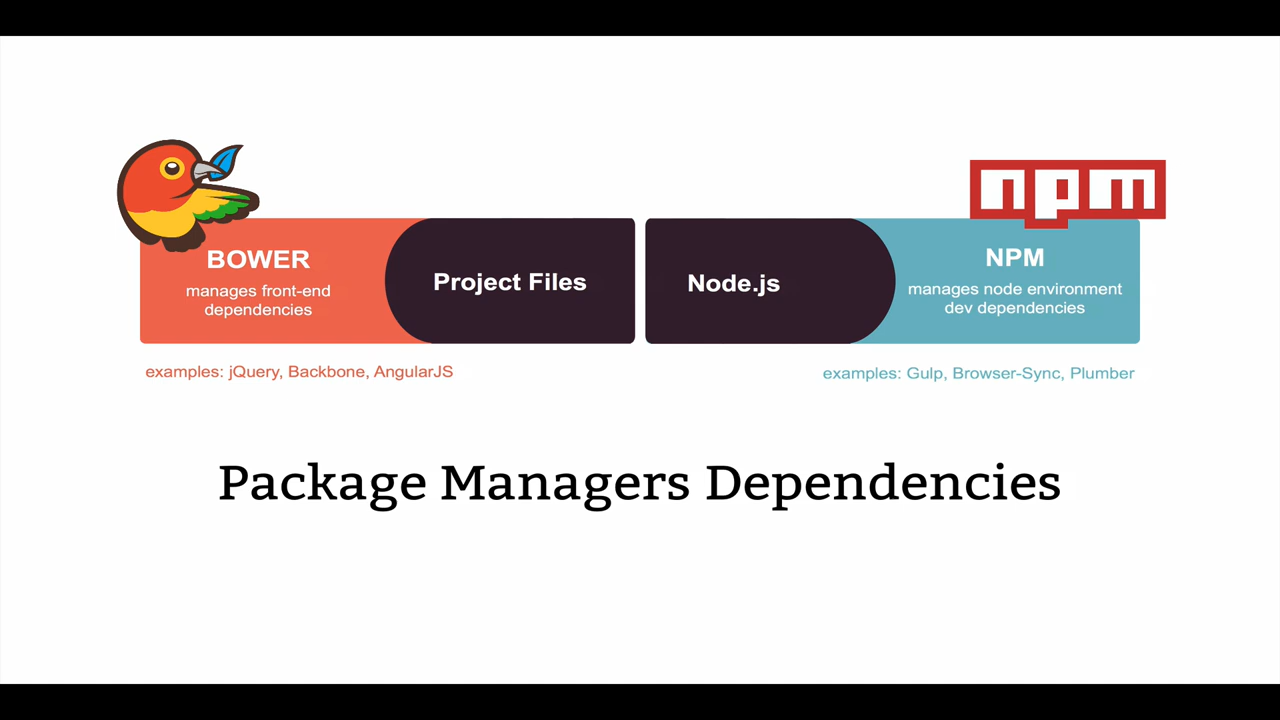 npm
BOWER
manages front-end
dependencies
Project Files
Node.js
NPM
manages node environment
dev dependencies
examples: jQuery, Backbone, AngularJS
examples: Gulp, Browser-Sync, Plumber
Package Managers Dependencies